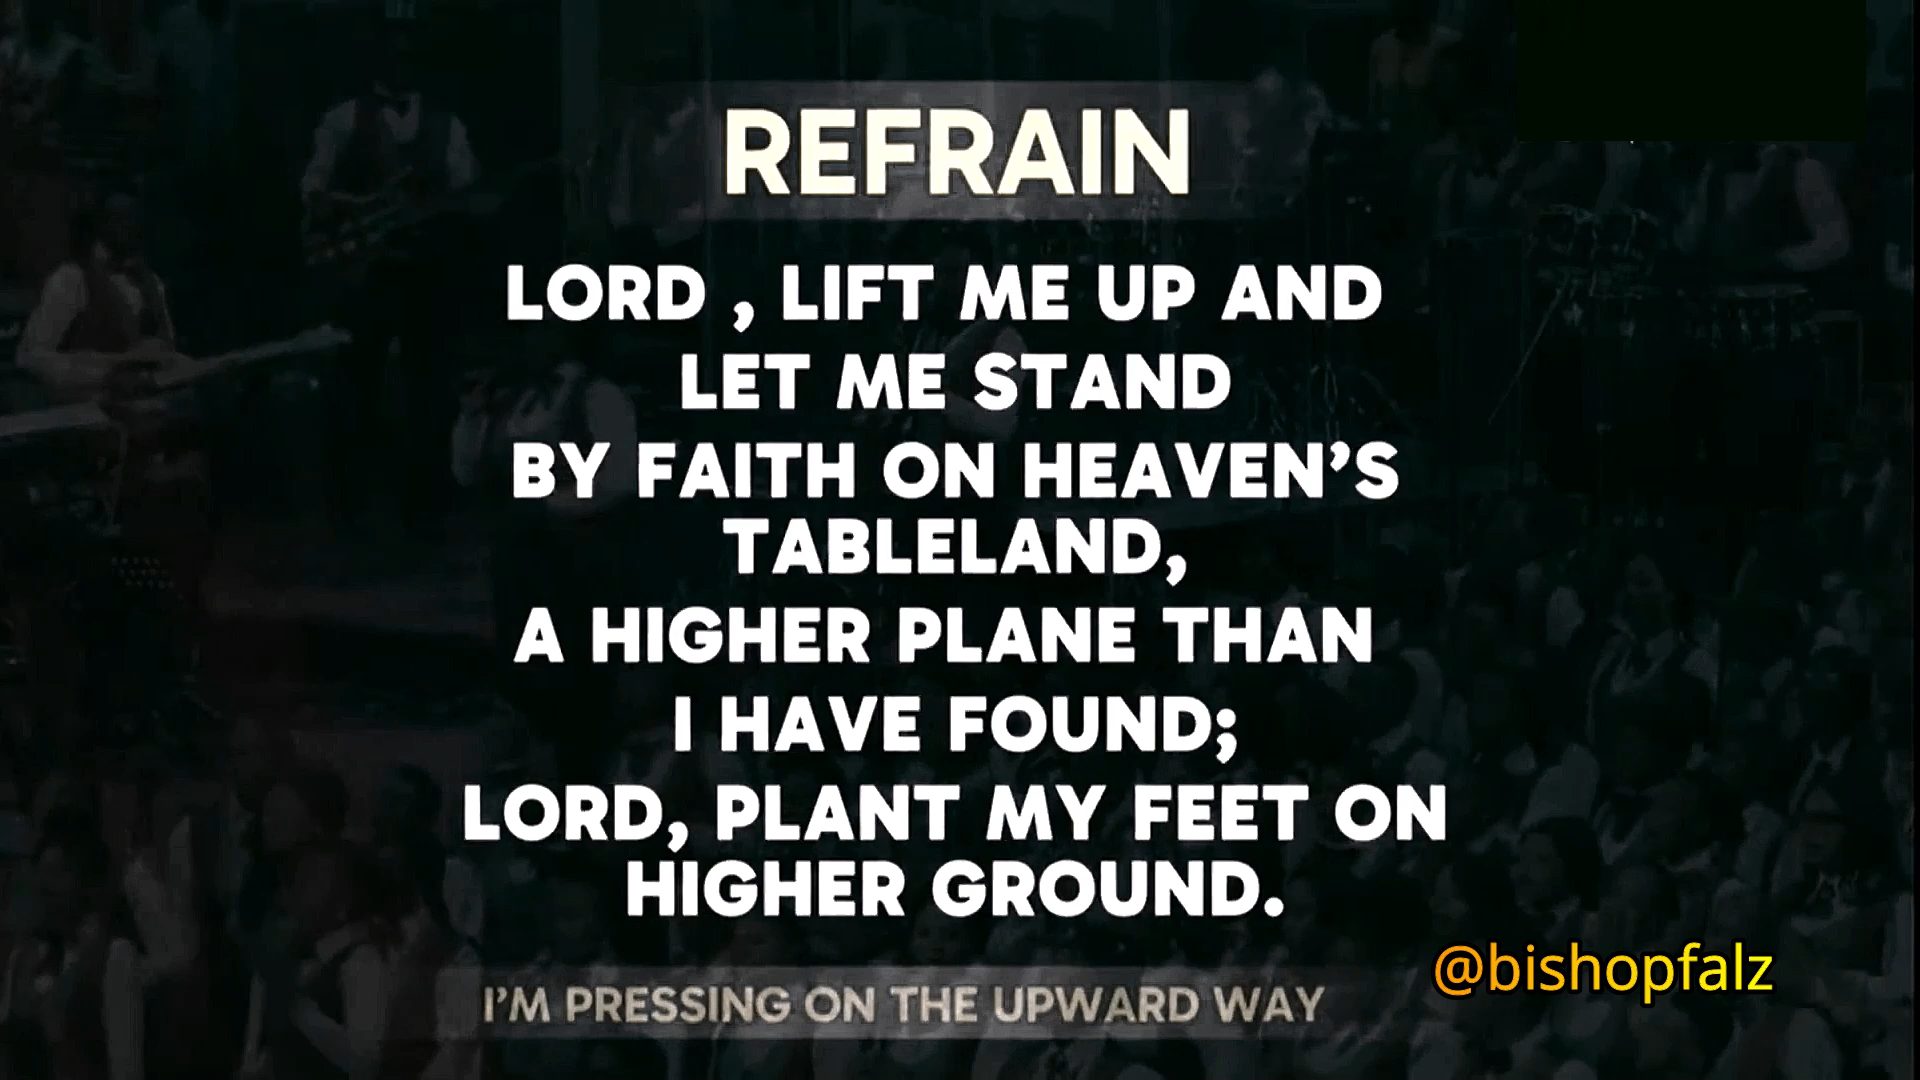 REFRAIN
LORD , LIFT ME UP AND
LET ME STAND
BY FAITH ON HEAVEN’S
TABLELAND,
A HIGHER PLANE THAN
I HAVE FOUND;
LORD, PLANT MY FEET ON
HIGHER GROUND.
@bishopfalz
I’M PRESSING ON THE UPWARD WAY